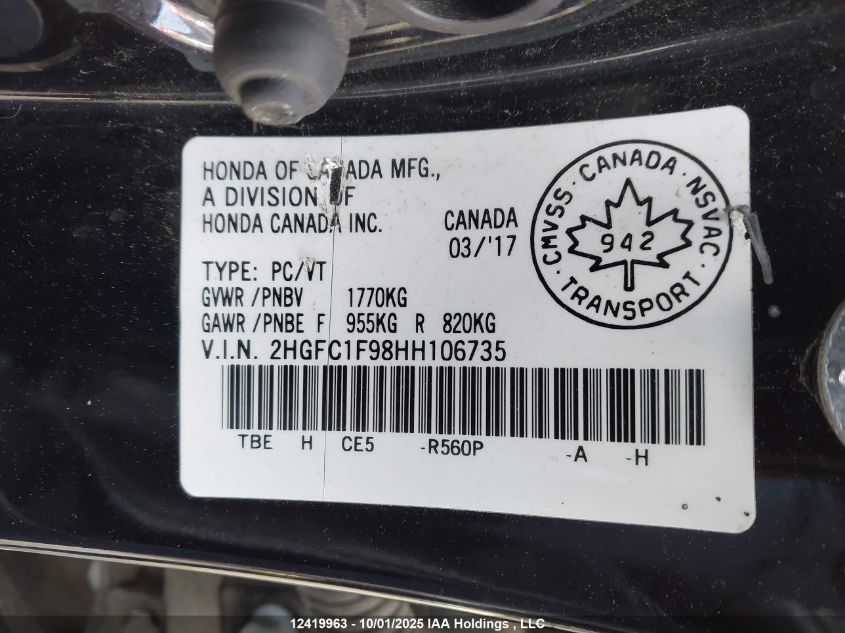 HONDA OF CANADA MFG.,
A DIVISION OF
HONDA CANADA INC.
CANADA
03/'17
TYPE: PC/VT
GVWR /PNBV 1770KG
GAWR /PNBE F 955KG R 820KG
V.I.N. 2HGFC1F98HH106735
TBE H CE5 -R560P -A -H
CMVSS · CANADA · NSVAC · TRANSPORT ·
942
12419963 - 10/01/2025 IAA Holdings , LLC